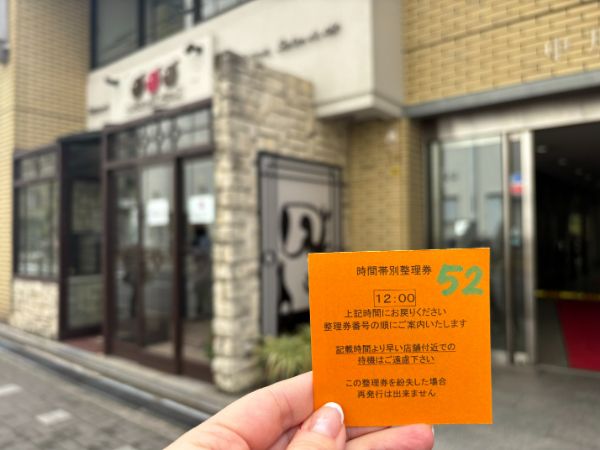 時間帯別整理券 52
12:00
上記時間にお戻りください
整理券番号の順にご案内いたします
記載時間より早い店舗付近での
待機はご遠慮下さい
この整理券を紛失した場合
再発行は出来ません